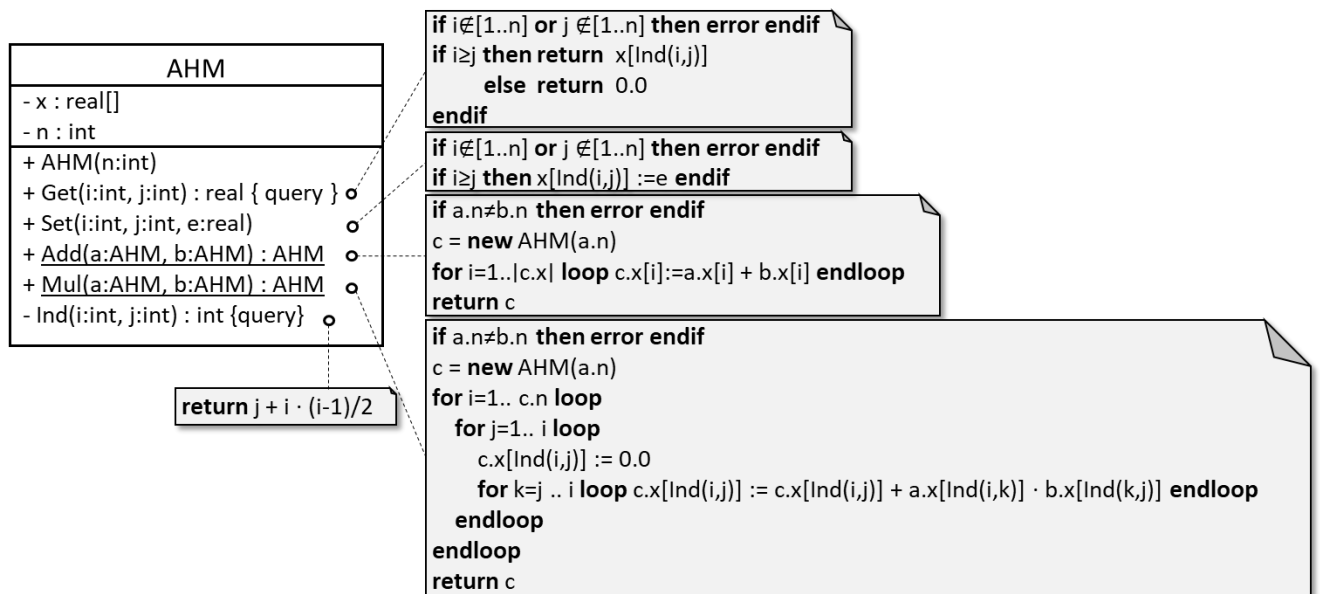 AHM
- x : real[]
- n : int
+ AHM(n:int)
+ Get(i:int, j:int) : real { query }
+ Set(i:int, j:int, e:real)
+ Add(a:AHM, b:AHM) : AHM
+ Mul(a:AHM, b:AHM) : AHM
- Ind(i:int, j:int) : int {query}
return j + i · (i-1)/2
if i∉[1..n] or j ∉[1..n] then error endif
if i≥j then return x[Ind(i,j)]
else return 0.0
endif
if i∉[1..n] or j ∉[1..n] then error endif
if i≥j then x[Ind(i,j)] :=e endif
if a.n≠b.n then error endif
c = new AHM(a.n)
for i=1..|c.x| loop c.x[i]:=a.x[i] + b.x[i] endloop
return c
if a.n≠b.n then error endif
c = new AHM(a.n)
for i=1.. c.n loop
for j=1.. i loop
c.x[Ind(i,j)] := 0.0
for k=j .. i loop c.x[Ind(i,j)] := c.x[Ind(i,j)] + a.x[Ind(i,k)] · b.x[Ind(k,j)] endloop
endloop
endloop
return c